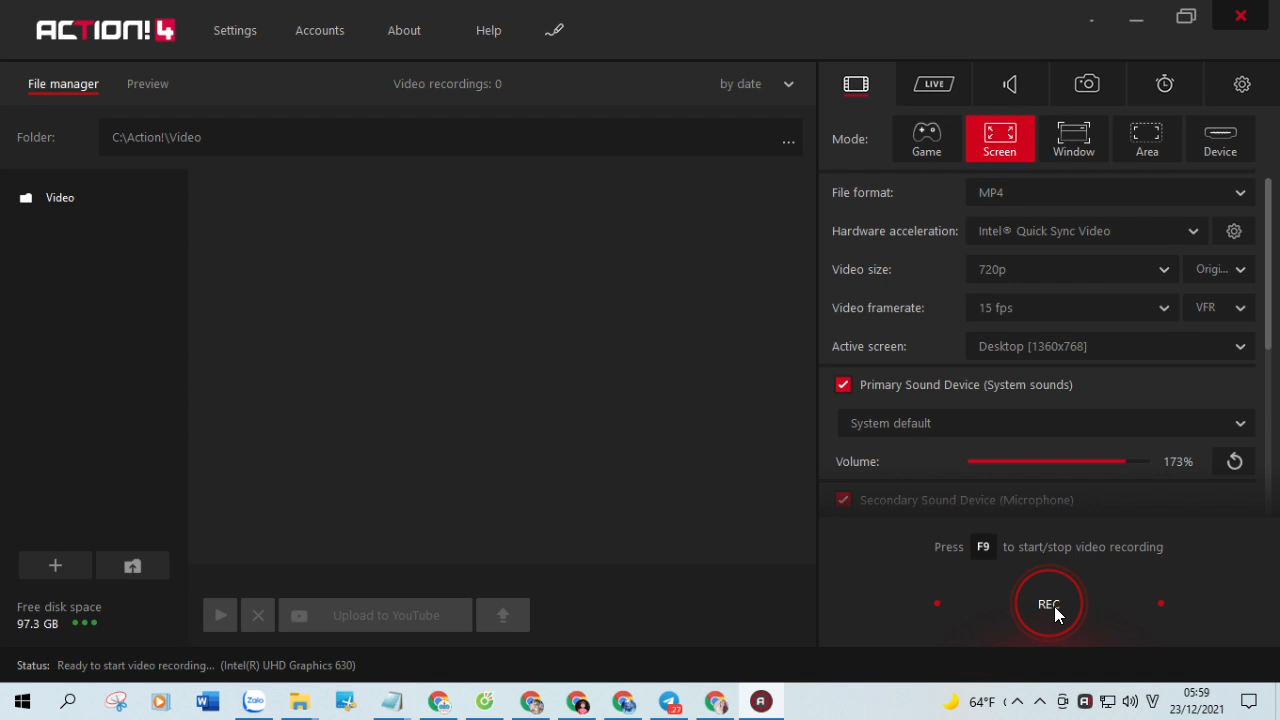 ACTION! 4
Settings
Accounts
About
Help
File manager
Preview
Video recordings: 0
by date
LIVE
Folder:
C:\Action!\Video
...
Mode:
Game
Screen
Window
Area
Device
Video
File format:
MP4
Hardware acceleration:
Intel® Quick Sync Video
Video size:
720p
Origi...
Video framerate:
15 fps
VFR
Active screen:
Desktop [1360x768]
Primary Sound Device (System sounds)
System default
Volume:
173%
Secondary Sound Device (Microphone)
Press F9 to start/stop video recording
REC
Free disk space
97.3 GB
Upload to YouTube
Status: Ready to start video recording... (Intel(R) UHD Graphics 630)
W
Zalo
27
64°F
V
05:59
23/12/2021